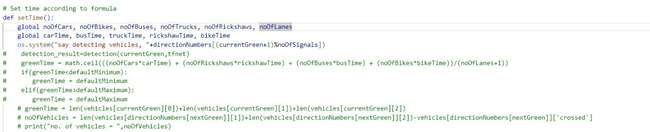 # Set time according to formula
def setTime():
    global noOfCars, noOfBikes, noOfBuses, noOfTrucks, noOfRickshaws, noOfLanes
    global carTime, busTime, truckTime, rickshawTime, bikeTime
    os.system("say detecting vehicles, "+directionNumbers[(currentGreen+1)%noOfSignals])
#    detection_result=detection(currentGreen,tfnet)
#    greenTime = math.ceil(((noOfCars*carTime) + (noOfRickshaws*rickshawTime) + (noOfBuses*busTime) + (noOfBikes*bikeTime))/(noOfLanes+1))
#    if(greenTime<defaultMinimum):
#       greenTime = defaultMinimum
#    elif(greenTime>defaultMaximum):
#       greenTime = defaultMaximum
    # greenTime = len(vehicles[currentGreen][0])+len(vehicles[currentGreen][1])+len(vehicles[currentGreen][2])
    # noOfVehicles = len(vehicles[directionNumbers[nextGreen]][1])+len(vehicles[directionNumbers[nextGreen]][2])-vehicles[directionNumbers[nextGreen]]['crossed']
    # print("no. of vehicles = ",noOfVehicles)